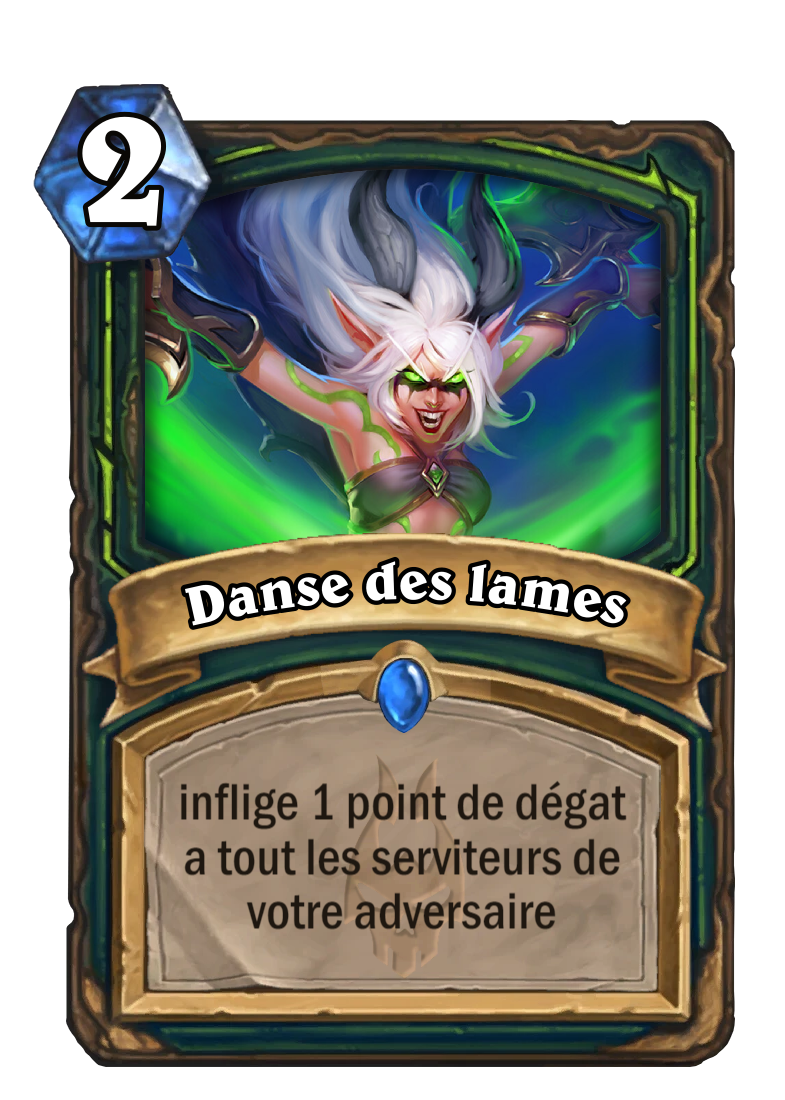 2
Danse des lames
inflige 1 point de dégat
a tout les serviteurs de
votre adversaire